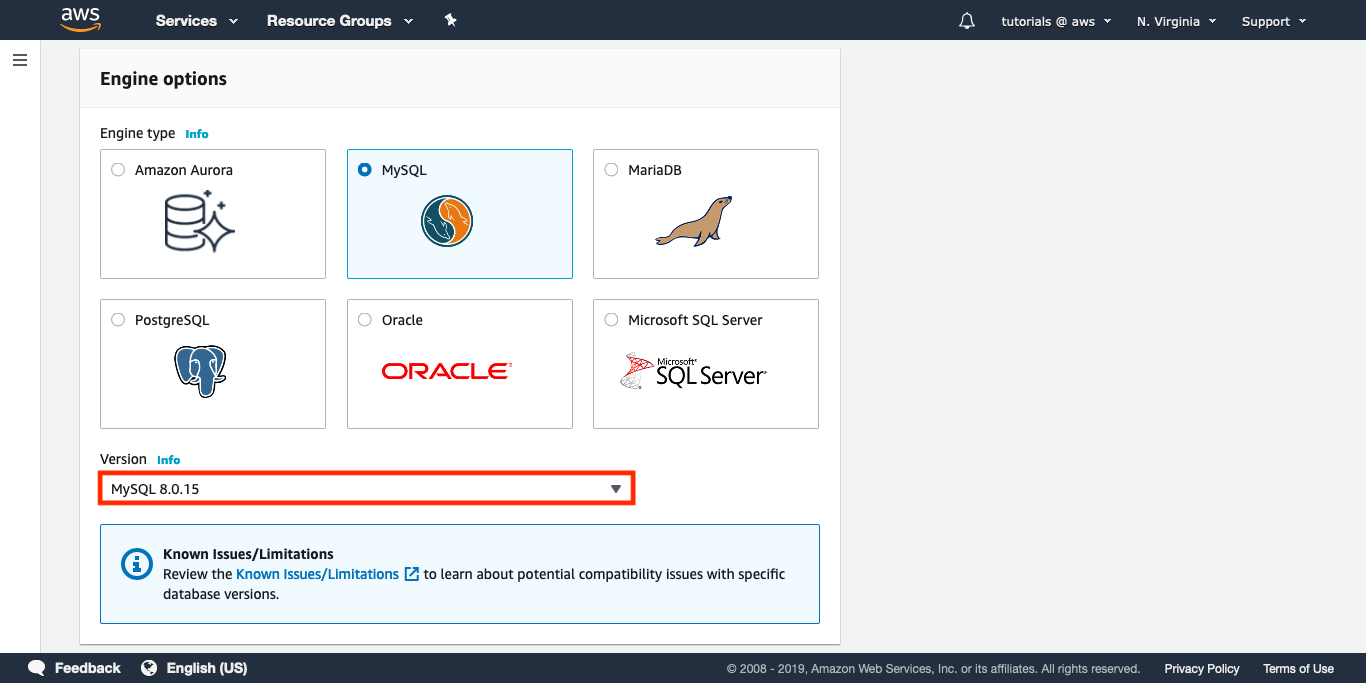 aws Services Resource Groups tutorials @ aws N. Virginia Support
Engine options
Engine type Info
Amazon Aurora MySQL MariaDB
PostgreSQL Oracle Microsoft SQL Server
ORACLE Microsoft® SQL Server®
Version Info
MySQL 8.0.15
Known Issues/Limitations
Review the Known Issues/Limitations to learn about potential compatibility issues with specific
database versions.
Feedback English (US) © 2008 - 2019, Amazon Web Services, Inc. or its affiliates. All rights reserved. Privacy Policy Terms of Use